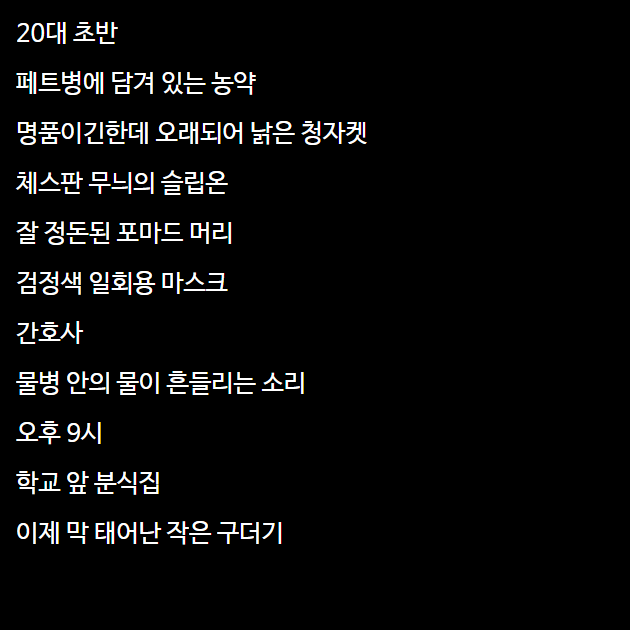 20대 초반
페트병에 담겨 있는 농약
명품이긴한데 오래되어 낡은 청자켓
체스판 무늬의 슬립온
잘 정돈된 포마드 머리
검정색 일회용 마스크
간호사
물병 안의 물이 흔들리는 소리
오후 9시
학교 앞 분식집
이제 막 태어난 작은 구더기